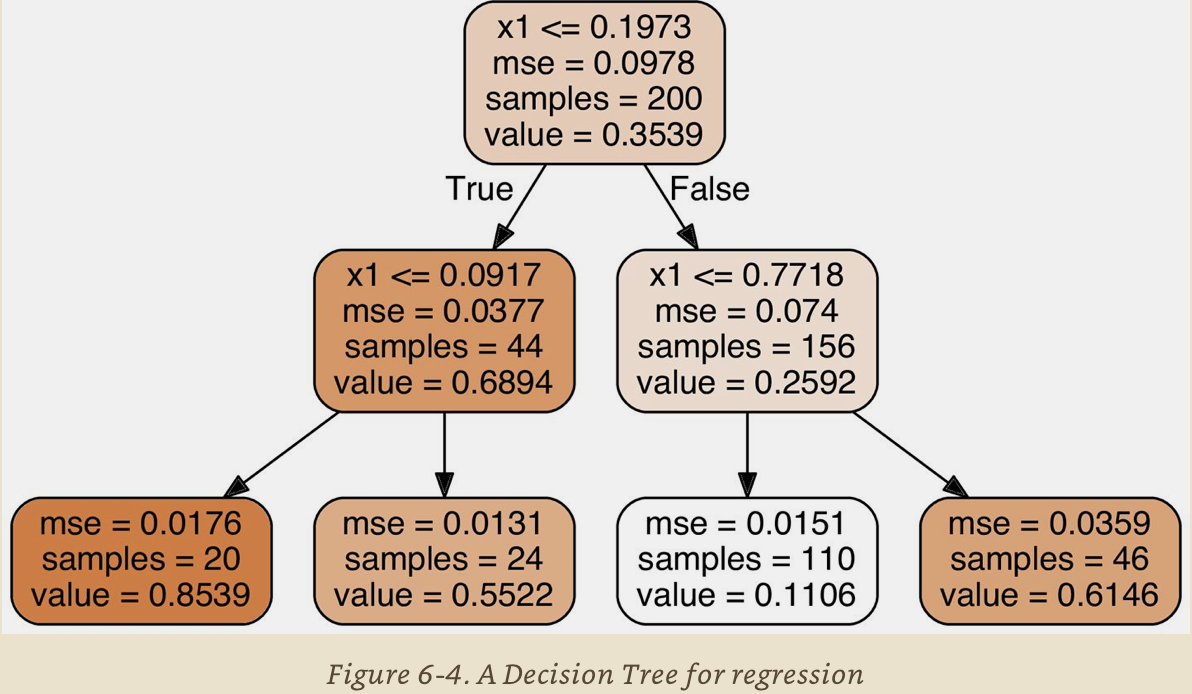 x1 <= 0.1973
mse = 0.0978
samples = 200
value = 0.3539
True
False
x1 <= 0.0917
mse = 0.0377
samples = 44
value = 0.6894
x1 <= 0.7718
mse = 0.074
samples = 156
value = 0.2592
mse = 0.0176
samples = 20
value = 0.8539
mse = 0.0131
samples = 24
value = 0.5522
mse = 0.0151
samples = 110
value = 0.1106
mse = 0.0359
samples = 46
value = 0.6146
Figure 6-4. A Decision Tree for regression